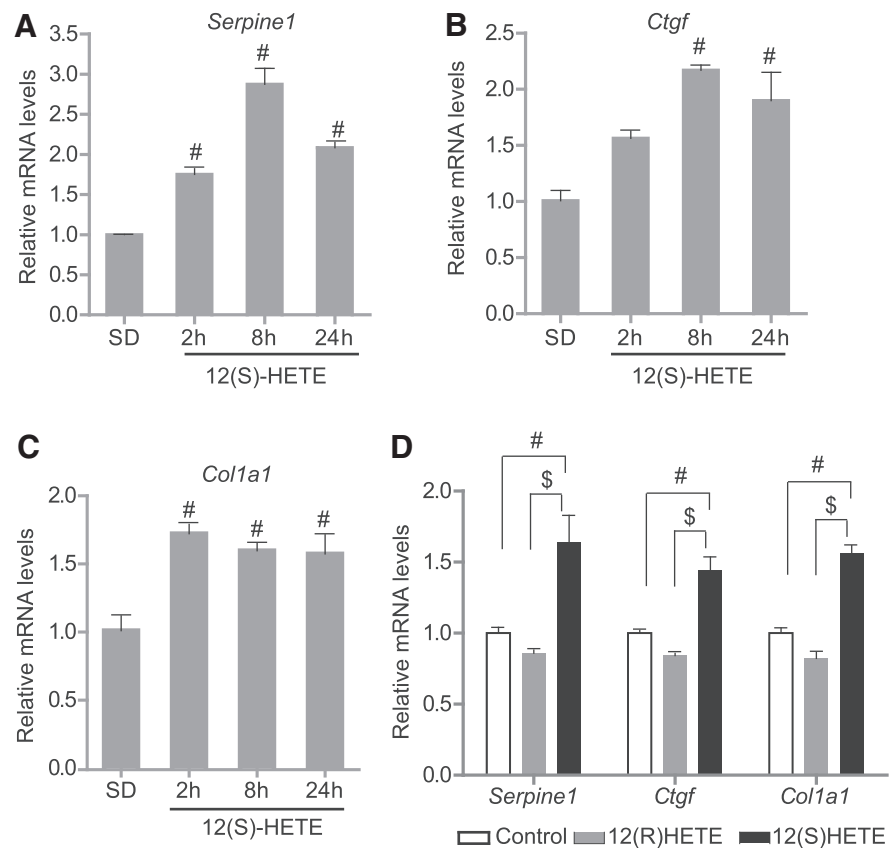 A
Serpine1
Relative mRNA levels
3.5
3.0
2.5
2.0
1.5
1.0
0.5
0.0
#
#
#
SD 2h 8h 24h
12(S)-HETE
B
Ctgf
Relative mRNA levels
2.5
2.0
1.5
1.0
0.5
0.0
#
#
SD 2h 8h 24h
12(S)-HETE
C
Col1a1
Relative mRNA levels
2.0
1.5
1.0
0.5
0.0
#
#
#
SD 2h 8h 24h
12(S)-HETE
D
Relative mRNA levels
2.0
1.5
1.0
0.5
0.0
#
$
#
$
#
$
Serpine1 Ctgf Col1a1
Control 12(R)HETE 12(S)HETE